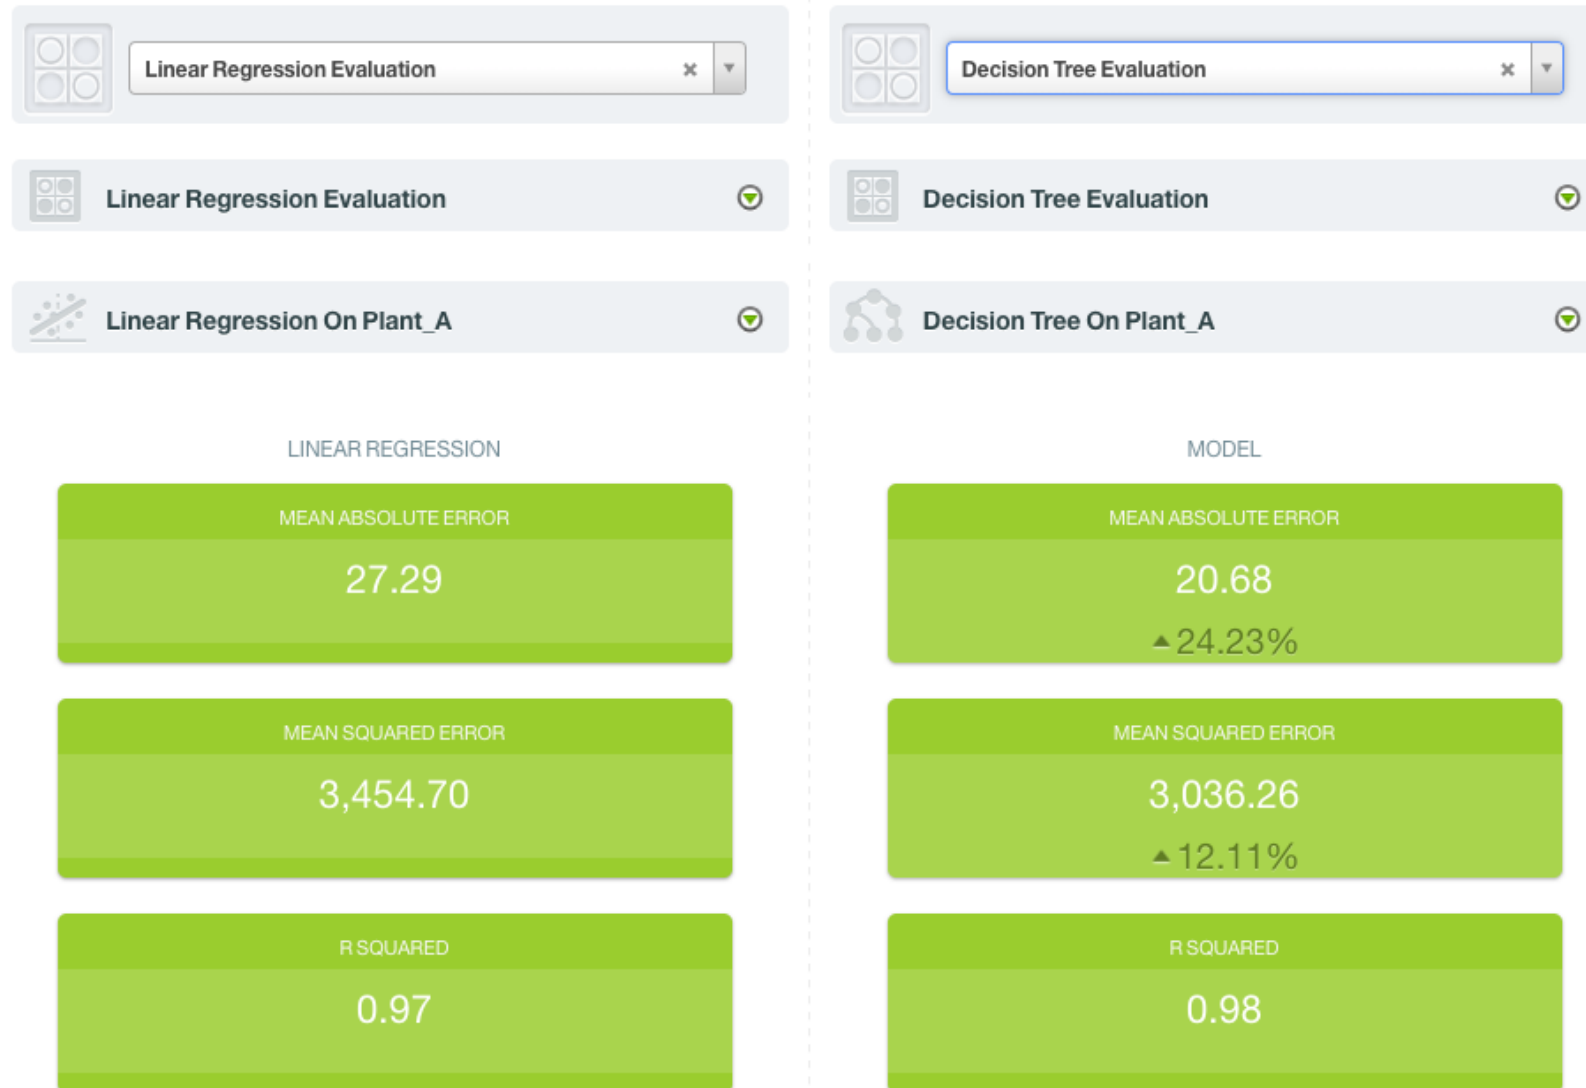 Linear Regression Evaluation
Decision Tree Evaluation
Linear Regression Evaluation
Decision Tree Evaluation
Linear Regression On Plant_A
Decision Tree On Plant_A
LINEAR REGRESSION
MODEL
MEAN ABSOLUTE ERROR
27.29
MEAN ABSOLUTE ERROR
20.68
24.23%
MEAN SQUARED ERROR
3,454.70
MEAN SQUARED ERROR
3,036.26
12.11%
R SQUARED
0.97
R SQUARED
0.98